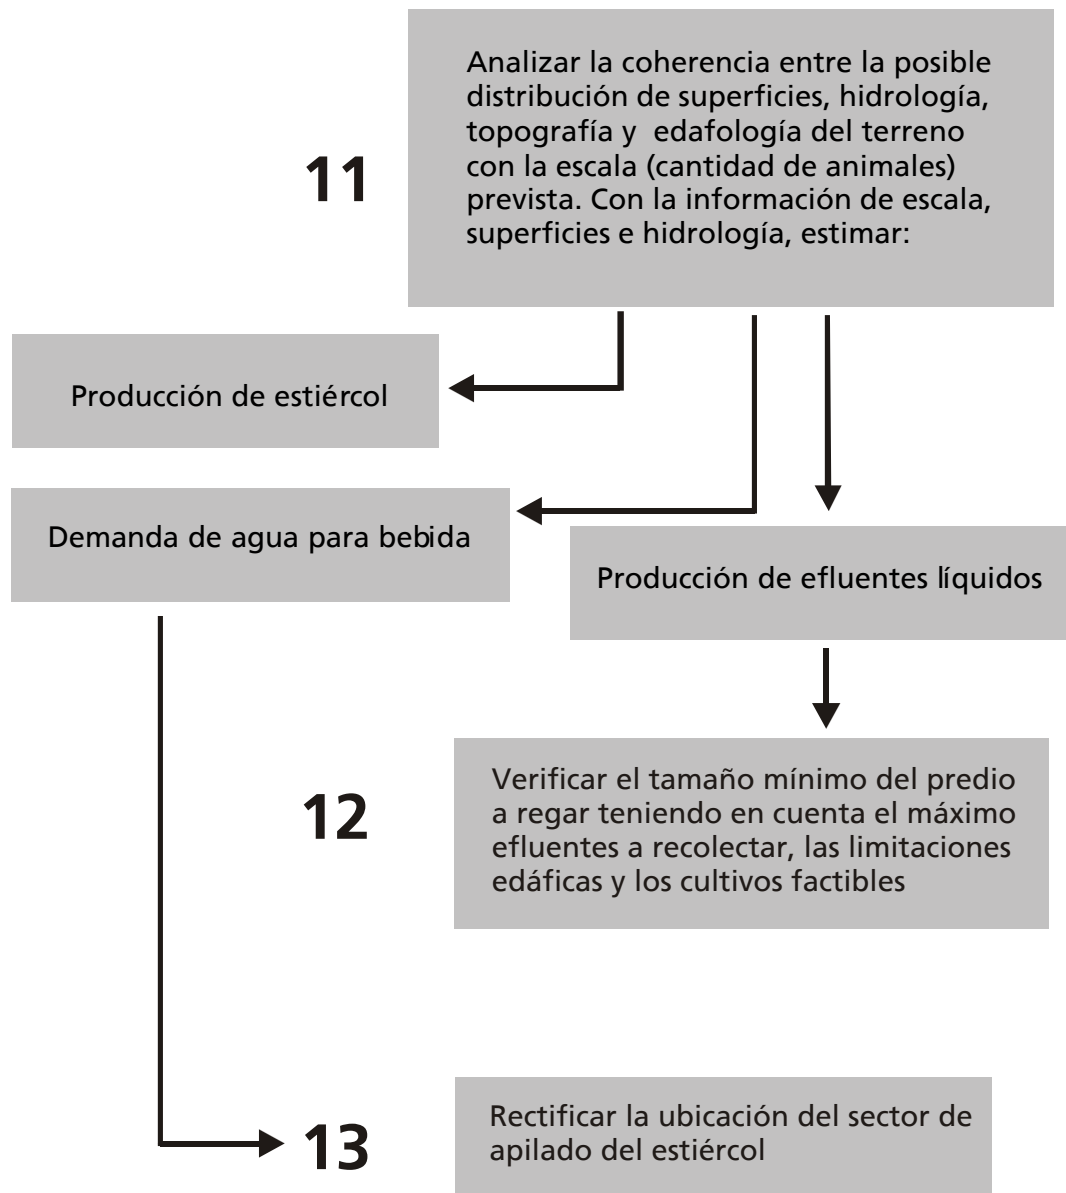 Analizar la coherencia entre la posible
distribución de superficies, hidrología,
topografía y edafología del terreno
con la escala (cantidad de animales)
prevista. Con la información de escala,
superficies e hidrología, estimar:
11
Producción de estiércol
Demanda de agua para bebida
Producción de efluentes líquidos
12
Verificar el tamaño mínimo del predio
a regar teniendo en cuenta el máximo
efluentes a recolectar, las limitaciones
edáficas y los cultivos factibles
13
Rectificar la ubicación del sector de
apilado del estiércol